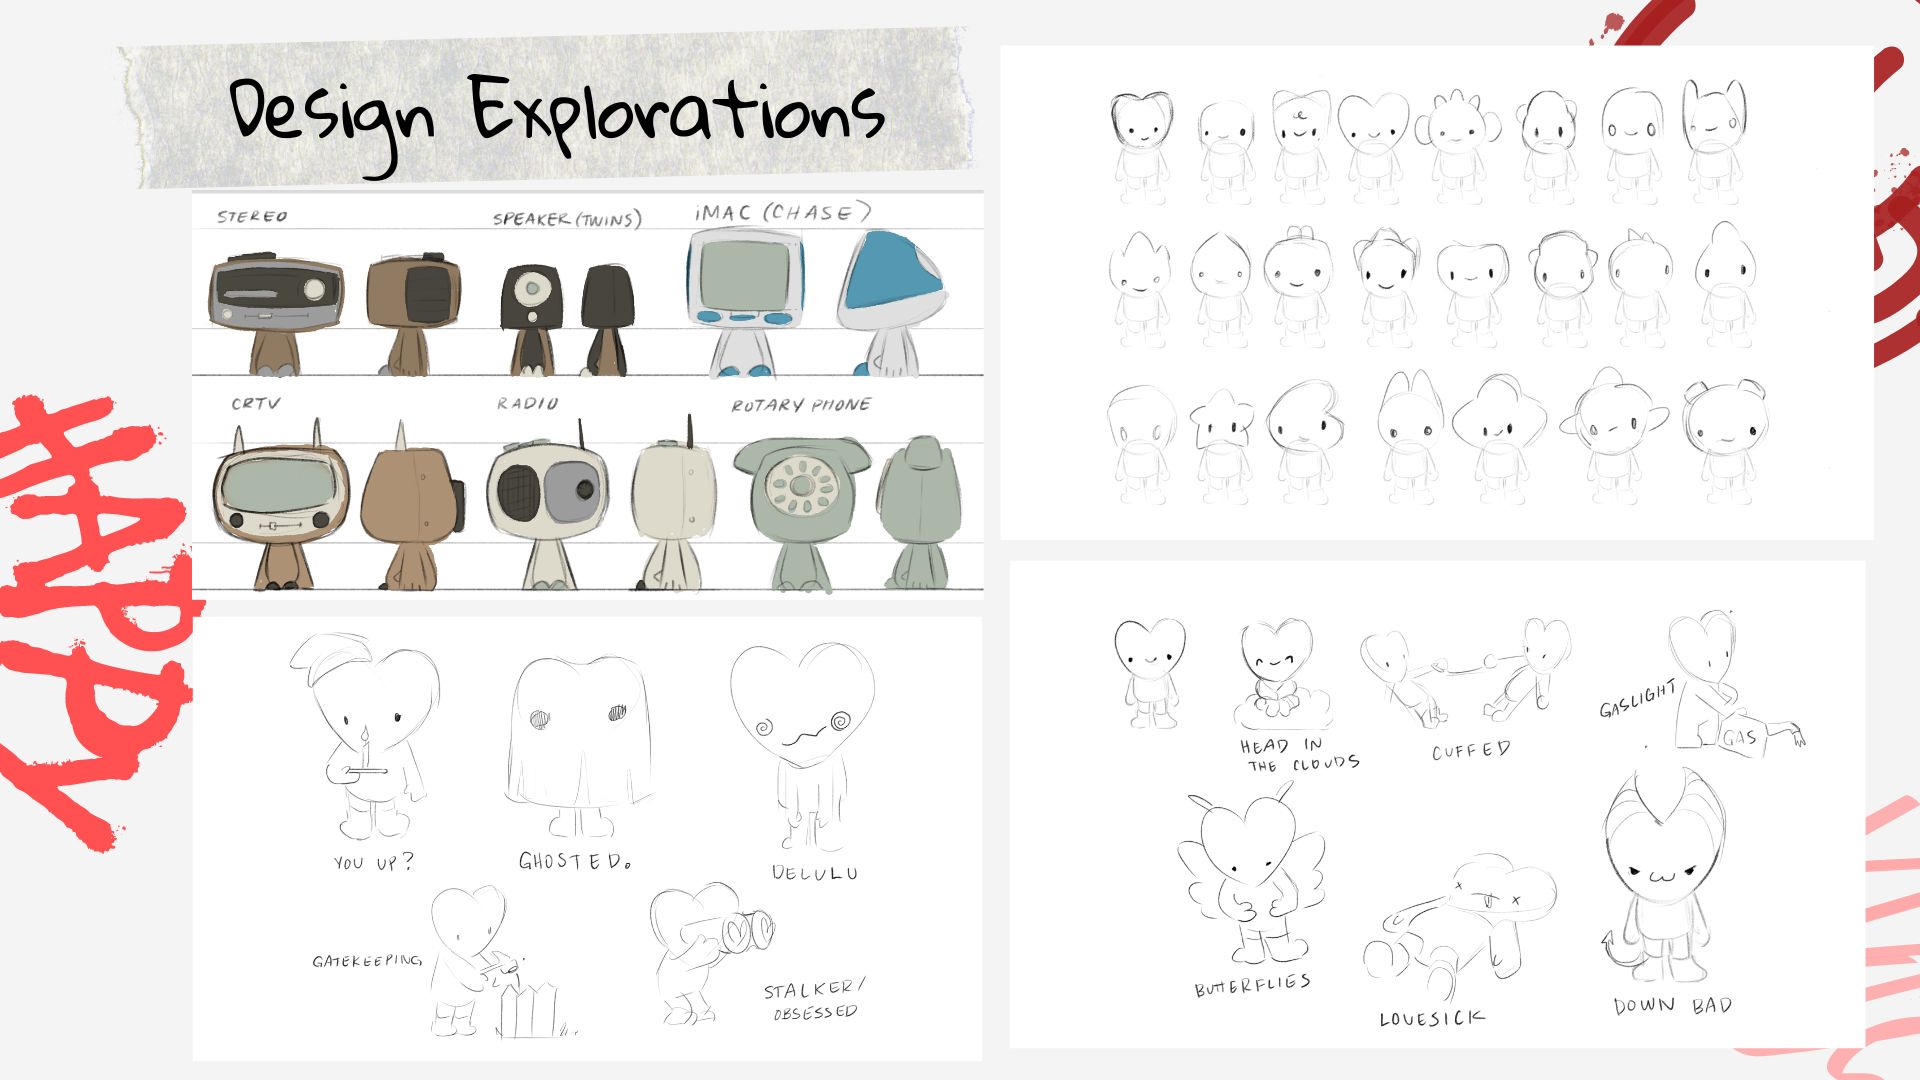 Design Explorations
STEREO
SPEAKER (TWINS)
iMAC (CHASE)
CRTV
RADIO
ROTARY PHONE
HAPPY
YOU UP?
GHOSTED.
DELULU
GATEKEEPING
STALKER/
OBSESSED
HEAD IN
THE CLOUDS
CUFFED
GASLIGHT
GAS
BUTTERFLIES
LOVESICK
DOWN BAD